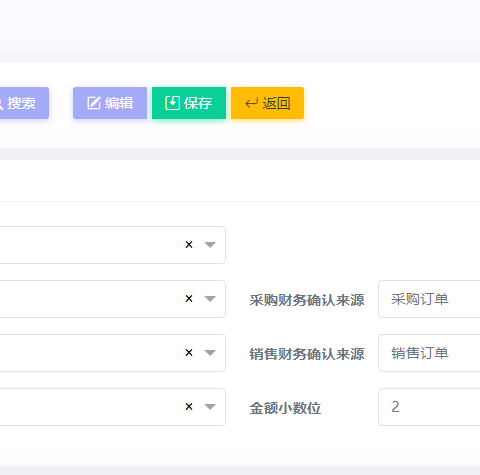 搜索 编辑 保存 返回
×
× 采购财务确认来源 采购订单
× 销售财务确认来源 销售订单
× 金额小数位 2